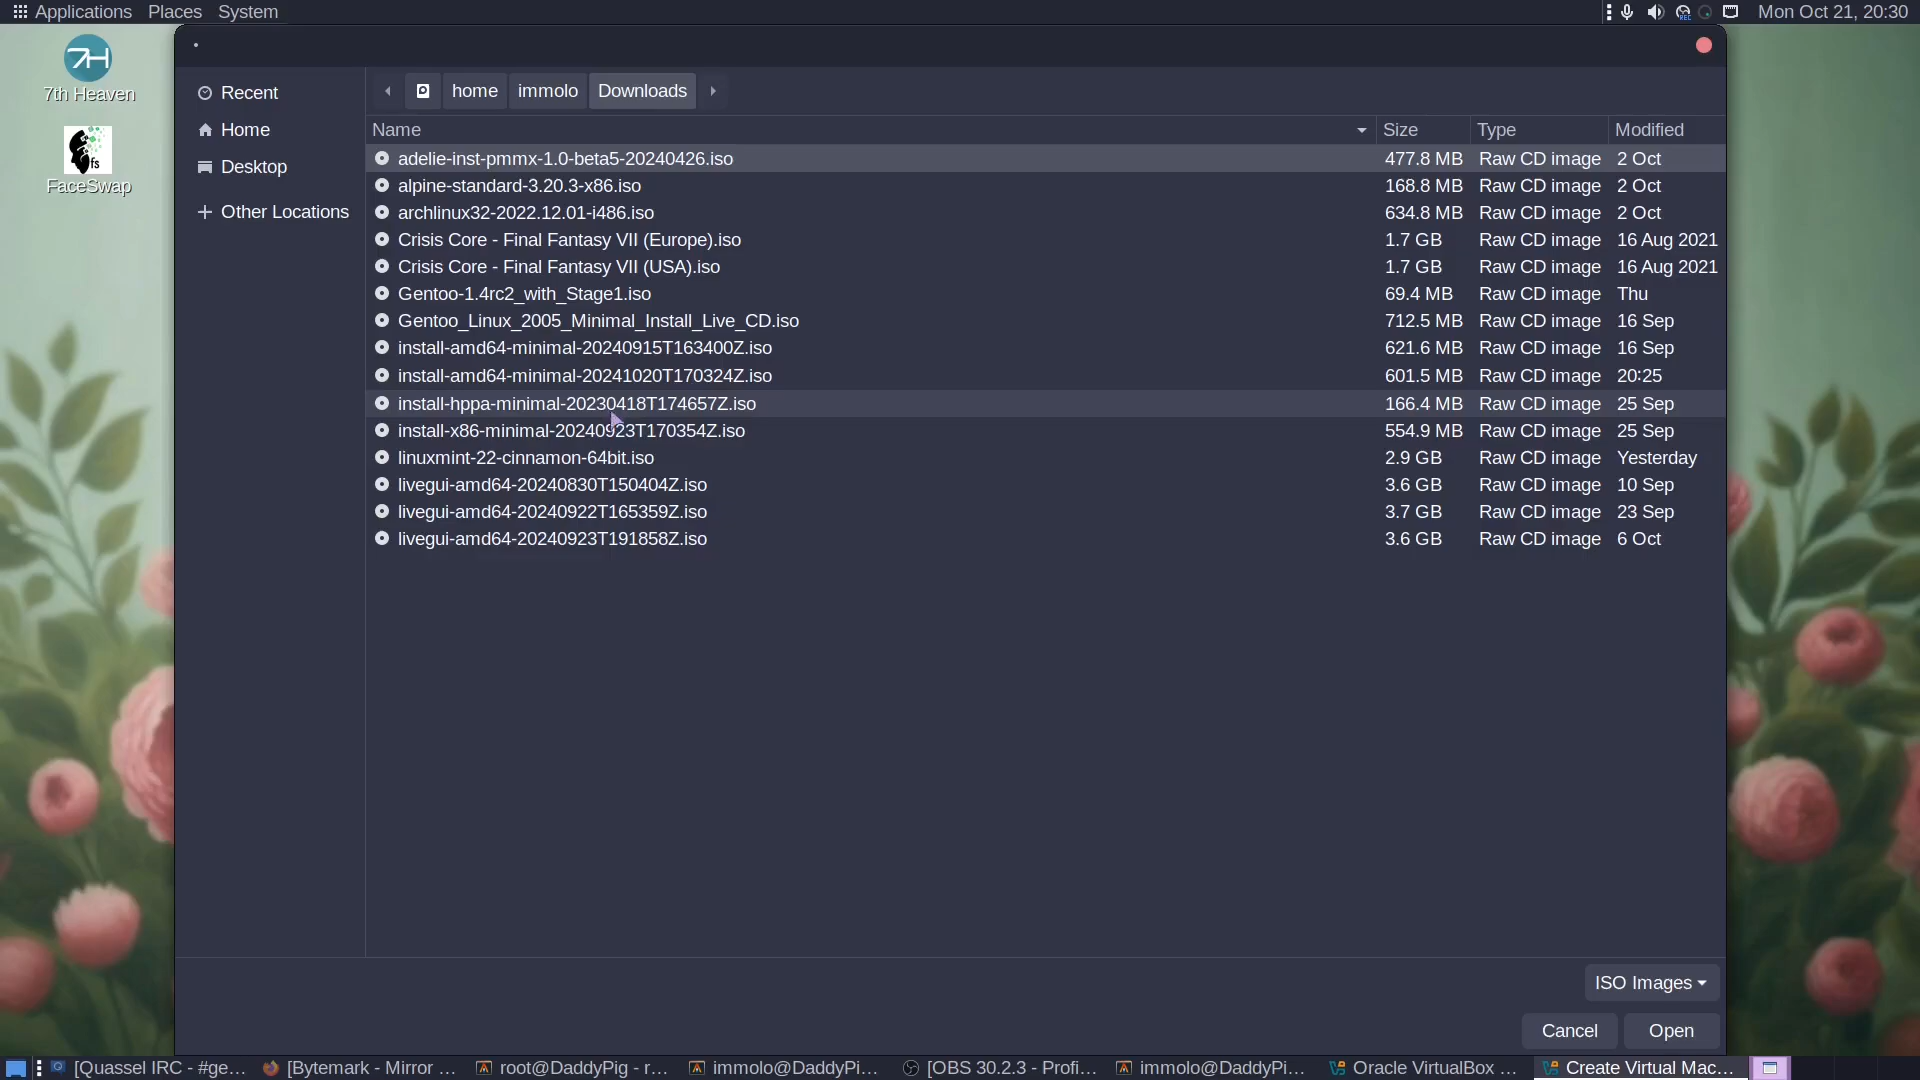 Applications Places System
REC
Mon Oct 21, 20:30
7th Heaven
fs
FaceSwap
Recent
Home
Desktop
Other Locations
home immolo Downloads
Name Size Type Modified
adelie-inst-pmmx-1.0-beta5-20240426.iso 477.8 MB Raw CD image 2 Oct
alpine-standard-3.20.3-x86.iso 168.8 MB Raw CD image 2 Oct
archlinux32-2022.12.01-i486.iso 634.8 MB Raw CD image 2 Oct
Crisis Core - Final Fantasy VII (Europe).iso 1.7 GB Raw CD image 16 Aug 2021
Crisis Core - Final Fantasy VII (USA).iso 1.7 GB Raw CD image 16 Aug 2021
Gentoo-1.4rc2_with_Stage1.iso 69.4 MB Raw CD image Thu
Gentoo_Linux_2005_Minimal_Install_Live_CD.iso 712.5 MB Raw CD image 16 Sep
install-amd64-minimal-20240915T163400Z.iso 621.6 MB Raw CD image 16 Sep
install-amd64-minimal-20241020T170324Z.iso 601.5 MB Raw CD image 20:25
install-hppa-minimal-20230418T174657Z.iso 166.4 MB Raw CD image 25 Sep
install-x86-minimal-20240923T170354Z.iso 554.9 MB Raw CD image 25 Sep
linuxmint-22-cinnamon-64bit.iso 2.9 GB Raw CD image Yesterday
livegui-amd64-20240830T150404Z.iso 3.6 GB Raw CD image 10 Sep
livegui-amd64-20240922T165359Z.iso 3.7 GB Raw CD image 23 Sep
livegui-amd64-20240923T191858Z.iso 3.6 GB Raw CD image 6 Oct
ISO Images
Cancel Open
[Quassel IRC - #ge... [Bytemark - Mirror ... root@DaddyPig - r... immolo@DaddyPi... [OBS 30.2.3 - Profi... immolo@DaddyPi... Oracle VirtualBox ... Create Virtual Mac...